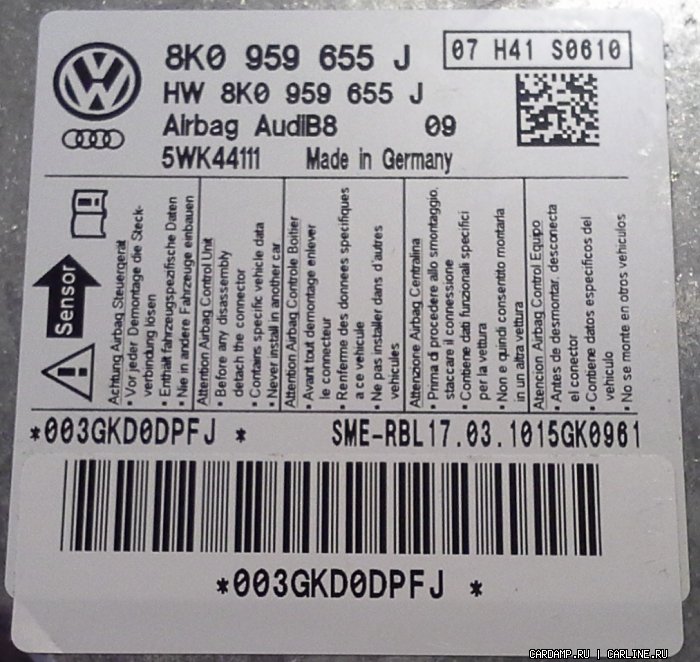 8K0 959 655 J
07 H41 S0610
HW 8K0 959 655 J
Airbag AudiB8 09
5WK44111 Made in Germany
Sensor
Achtung Airbag Steuergerät
• Vor jeder Demontage die Steck-
verbindung lösen
• Enthält fahrzeugspezifische Daten
• Nie in andere Fahrzeuge einbauen
Attention Airbag Control Unit
• Before any disassembly
detach the connector
• Contains specific vehicle data
• Never install in another car
Attention Airbag Controle Boitier
• Avant tout demontage enlever
le connecteur
• Renferme des donnees specifiques
a ce vehicule
• Ne pas installer dans d'autres
vehicules
Attenzione Airbag Centralina
• Prima di procedere allo smontaggio,
staccare il connessione
• Contiene dati funzionali specifici
per la vettura
• Non e quindi consentito montarla
in un altra vettura
Atencion Airbag Control Equipo
• Antes de desmontar, desconecta
el conector
• Contiene datos especificos del
vehiculo
• No se monte en otros vehiculos
*003GKD0DPFJ *
SME-RBL17.03.1015GK0961
*003GKD0DPFJ *
CARDAMP.RU | CARLINE.RU